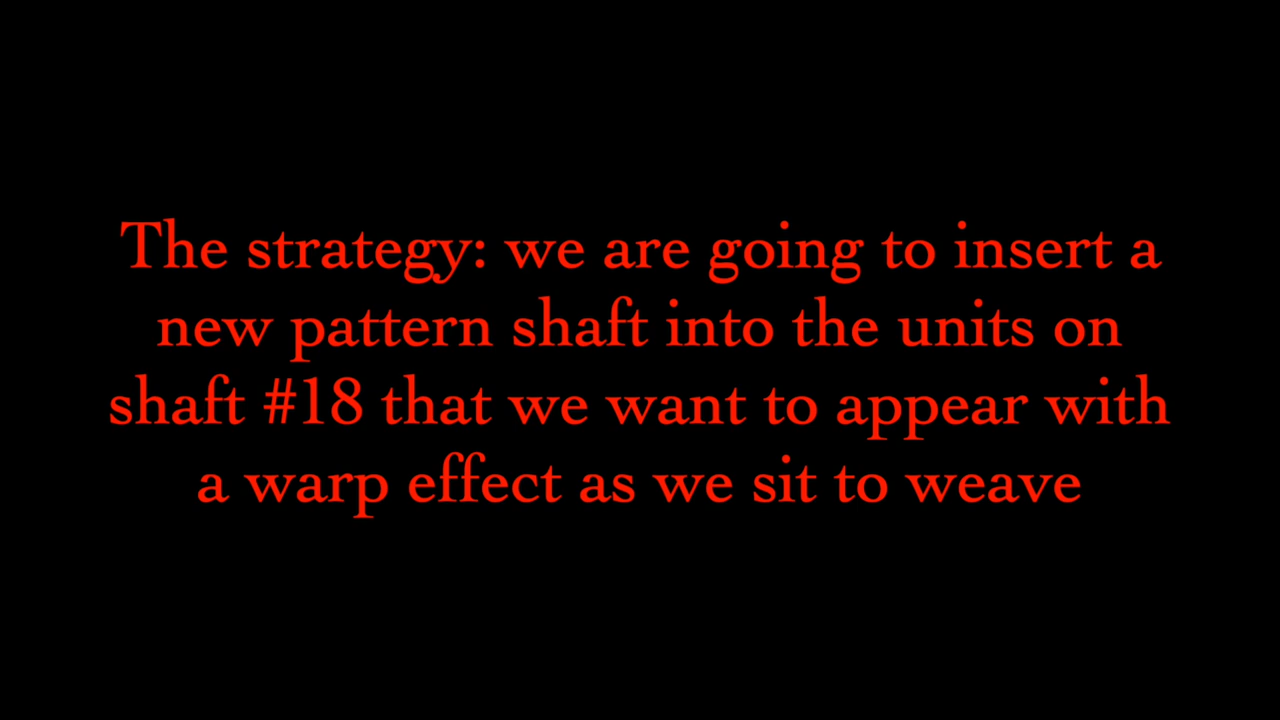 The strategy: we are going to insert a
new pattern shaft into the units on
shaft #18 that we want to appear with
a warp effect as we sit to weave